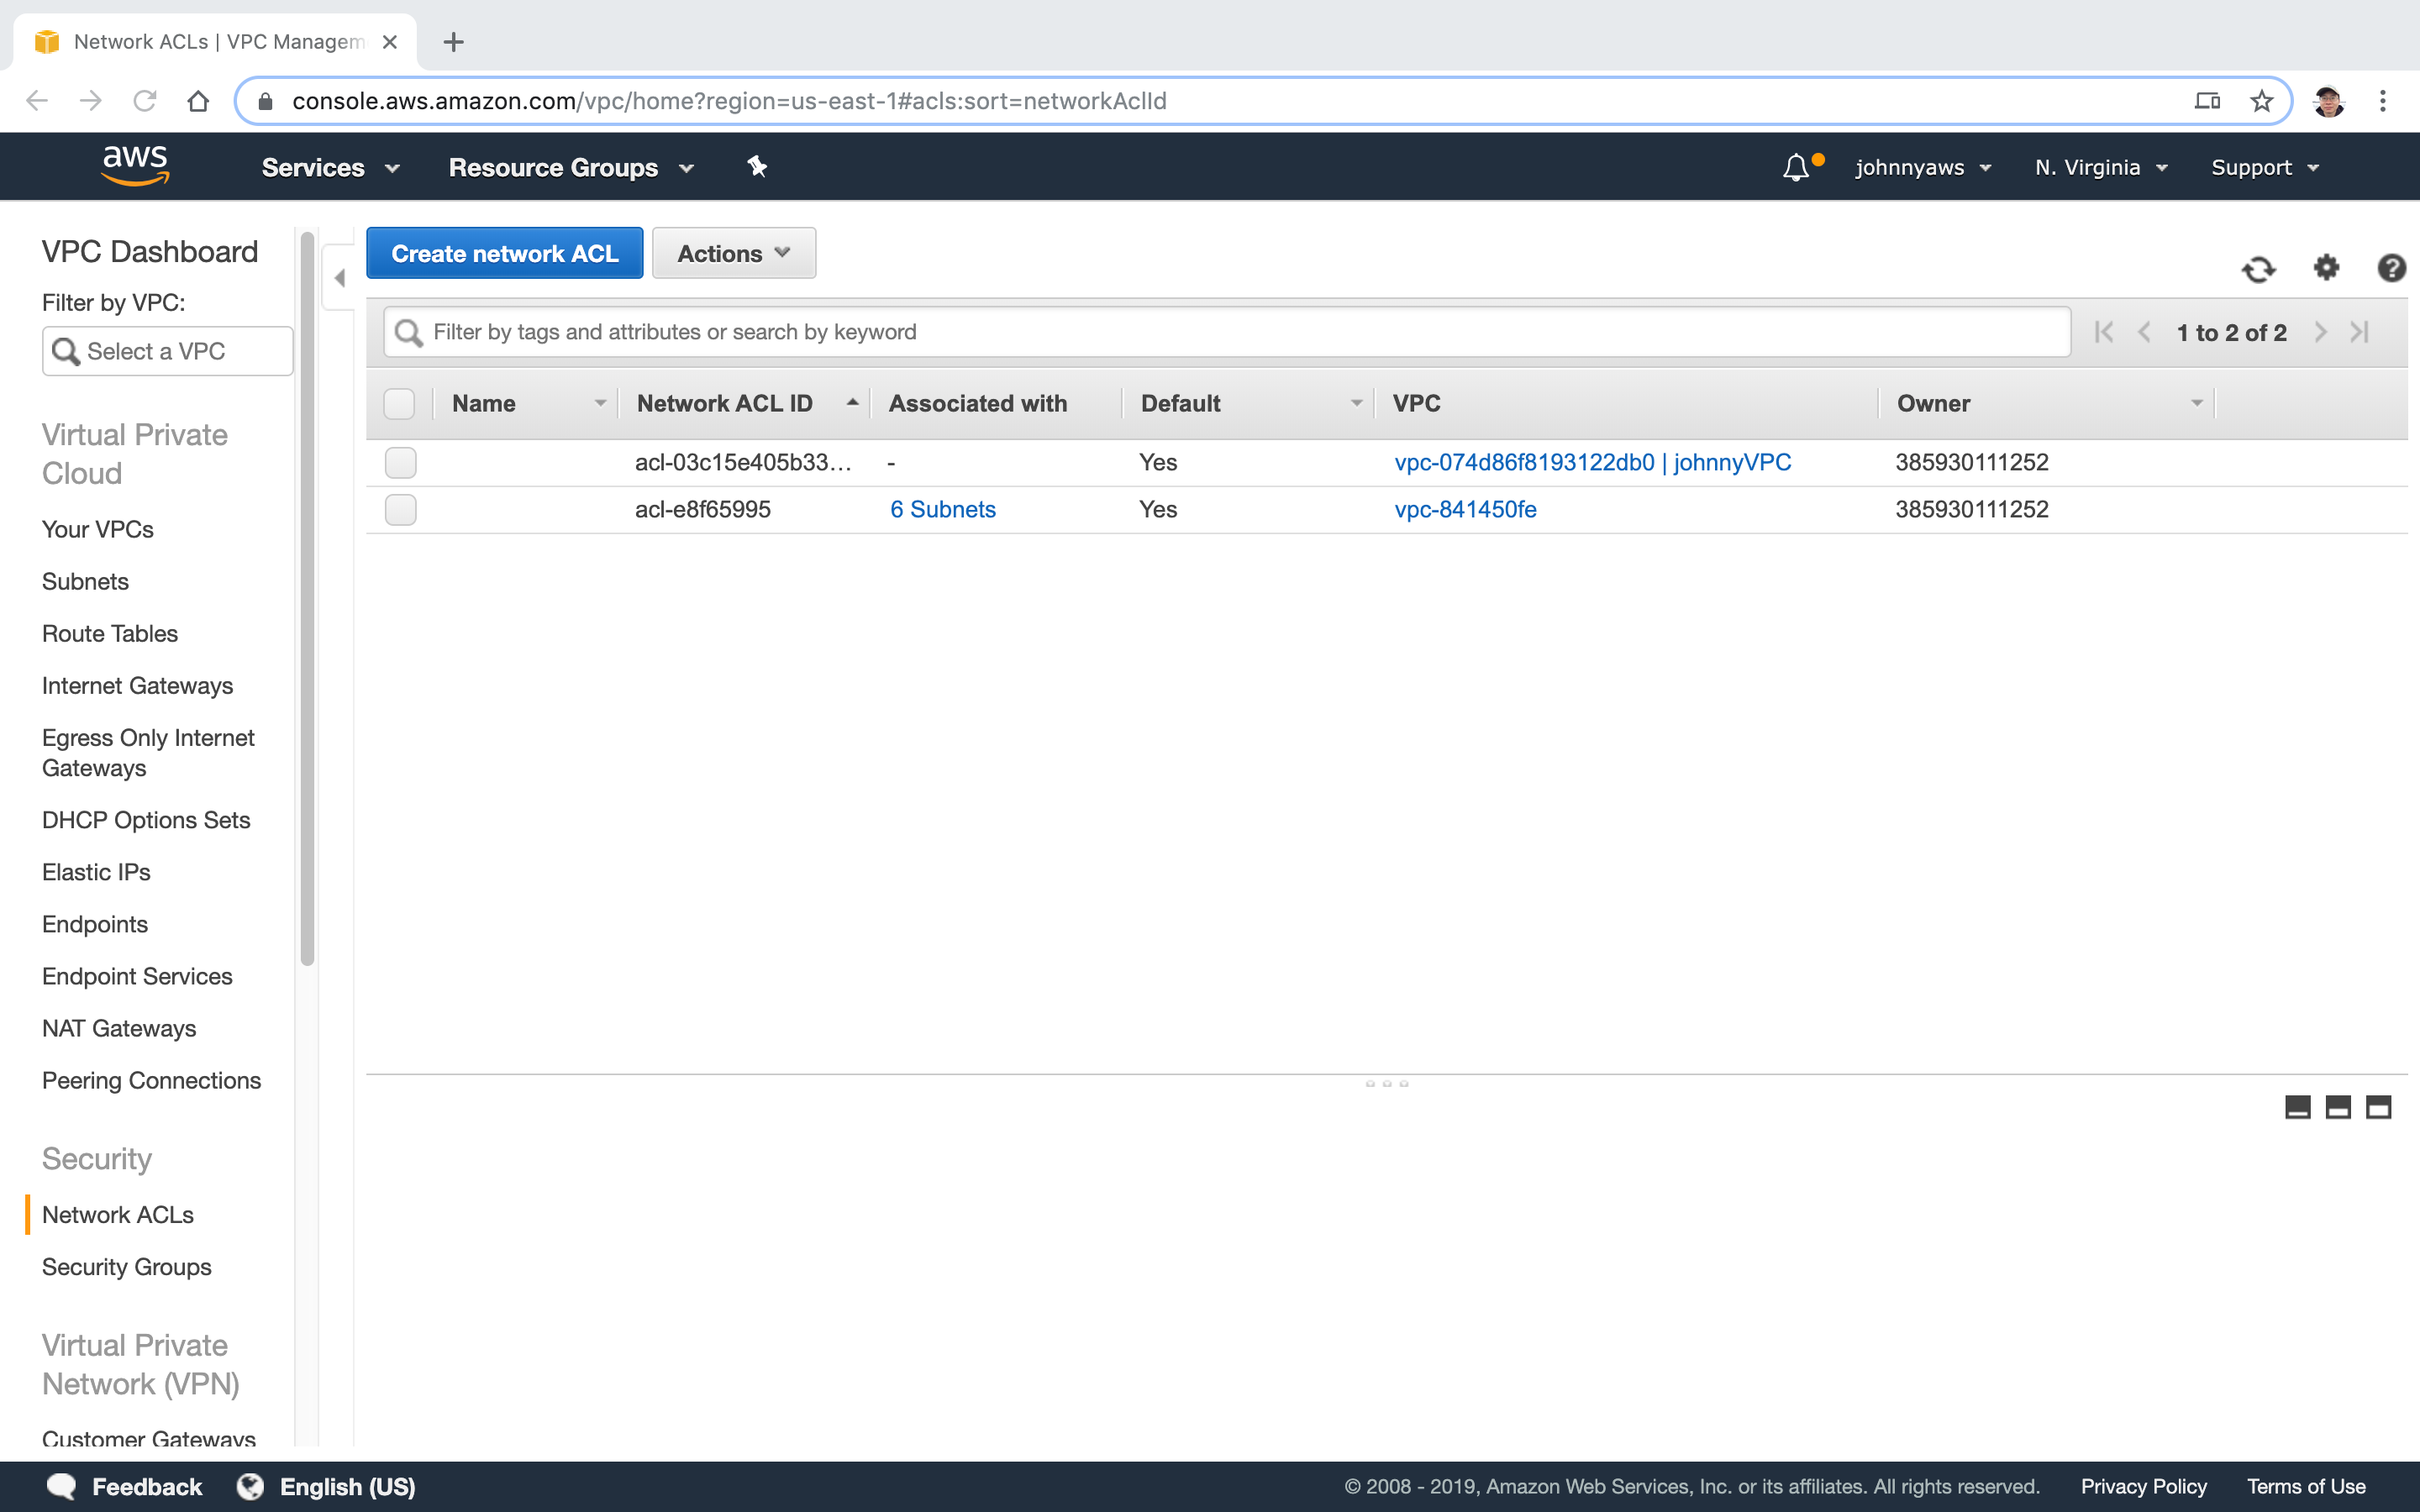 Network ACLs | VPC Managem
console.aws.amazon.com/vpc/home?region=us-east-1#acls:sort=networkAclId
aws
Services
Resource Groups
johnnyaws
N. Virginia
Support
VPC Dashboard
Filter by VPC:
Select a VPC
Virtual Private
Cloud
Your VPCs
Subnets
Route Tables
Internet Gateways
Egress Only Internet
Gateways
DHCP Options Sets
Elastic IPs
Endpoints
Endpoint Services
NAT Gateways
Peering Connections
Security
Network ACLs
Security Groups
Virtual Private
Network (VPN)
Customer Gateways
Create network ACL
Actions
Filter by tags and attributes or search by keyword
1 to 2 of 2
Name Network ACL ID Associated with Default VPC Owner
acl-03c15e405b33... - Yes vpc-074d86f8193122db0 | johnnyVPC 385930111252
acl-e8f65995 6 Subnets Yes vpc-841450fe 385930111252
Feedback
English (US)
© 2008 - 2019, Amazon Web Services, Inc. or its affiliates. All rights reserved.
Privacy Policy
Terms of Use